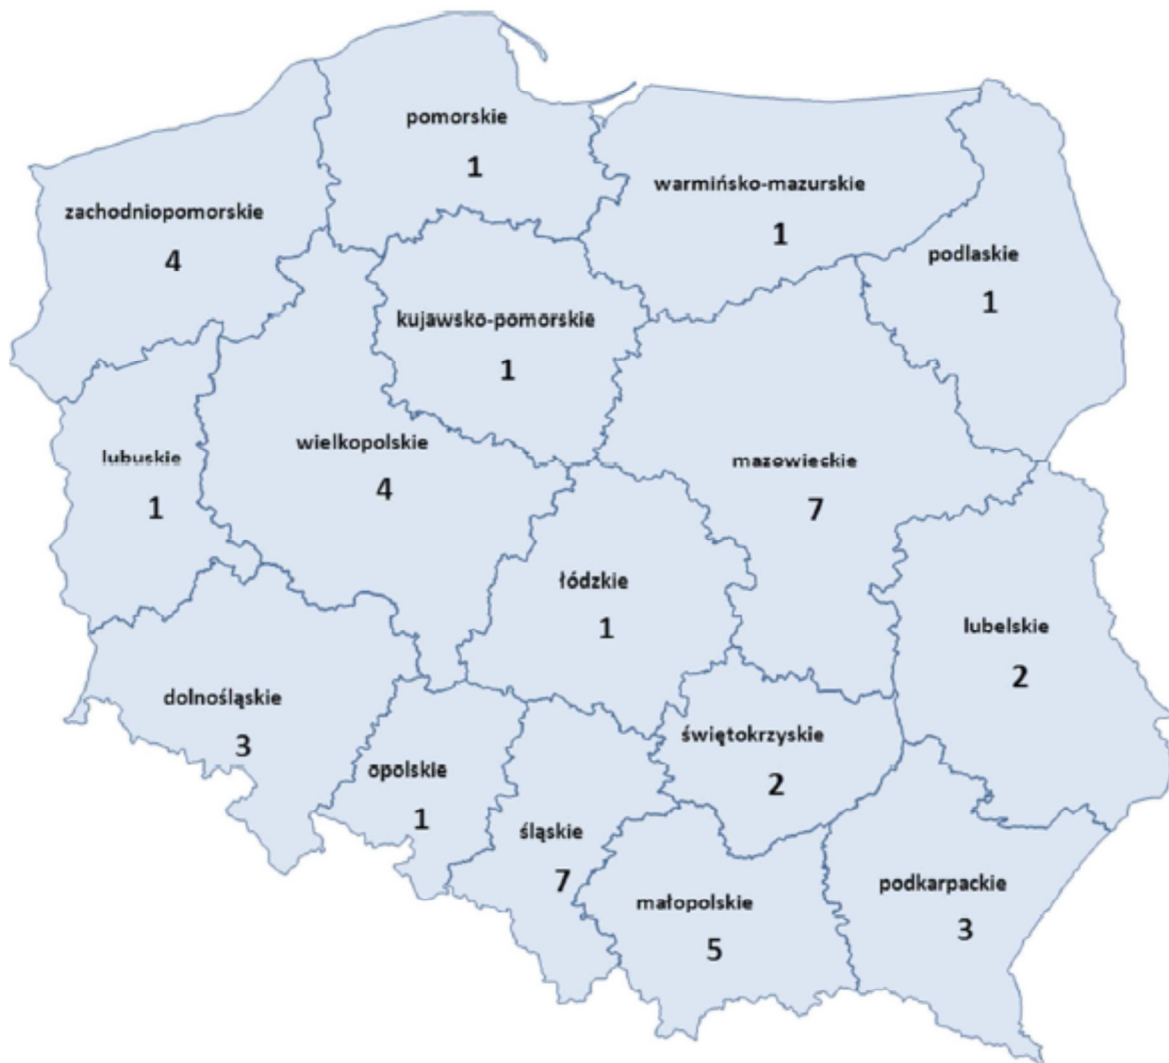 pomorskie
1
warmińsko-mazurskie
1
zachodniopomorskie
4
podlaskie
1
kujawsko-pomorskie
1
wielkopolskie
4
lubuskie
1
mazowieckie
7
łódzkie
1
lubelskie
2
dolnośląskie
3
świętokrzyskie
2
opolskie
1
śląskie
7
małopolskie
5
podkarpackie
3